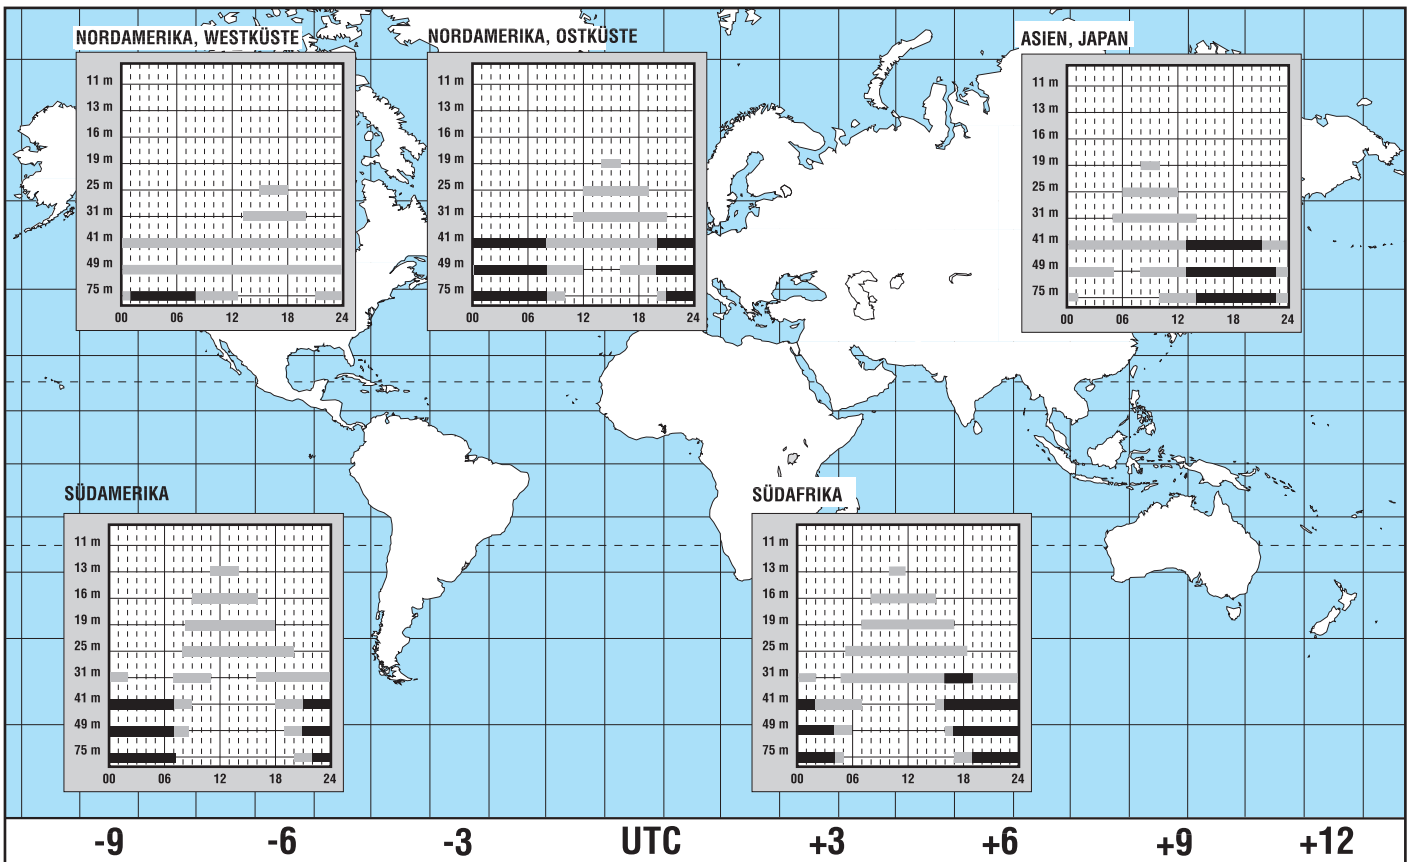 NORDAMERIKA, WESTKÜSTE
11 m
13 m
16 m
19 m
25 m
31 m
41 m
49 m
75 m
00 06 12 18 24
NORDAMERIKA, OSTKÜSTE
11 m
13 m
16 m
19 m
25 m
31 m
41 m
49 m
75 m
00 06 12 18 24
ASIEN, JAPAN
11 m
13 m
16 m
19 m
25 m
31 m
41 m
49 m
75 m
00 06 12 18 24
SÜDAMERIKA
11 m
13 m
16 m
19 m
25 m
31 m
41 m
49 m
75 m
00 06 12 18 24
SÜDAFRIKA
11 m
13 m
16 m
19 m
25 m
31 m
41 m
49 m
75 m
00 06 12 18 24
-9 -6 -3 UTC +3 +6 +9 +12